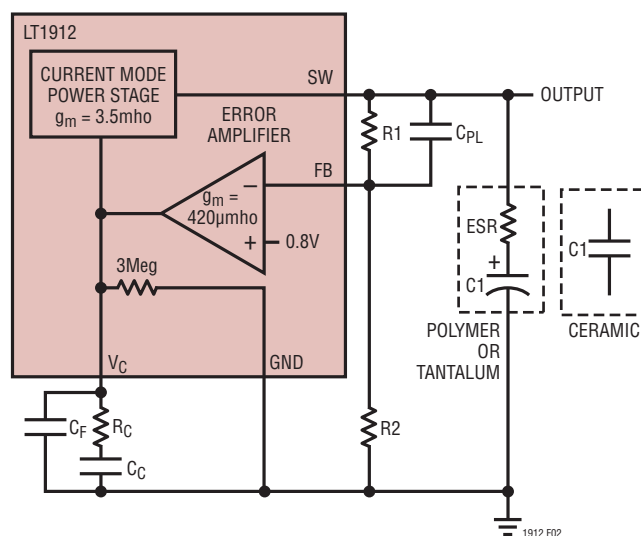 LT1912
CURRENT MODE
POWER STAGE
gm = 3.5mho
SW
OUTPUT
ERROR
AMPLIFIER
R1
CPL
FB
gm =
420µmho
–
+
0.8V
ESR
+
C1
C1
3Meg
POLYMER
OR
TANTALUM
CERAMIC
VC
GND
CF
RC
CC
R2
1912 F02